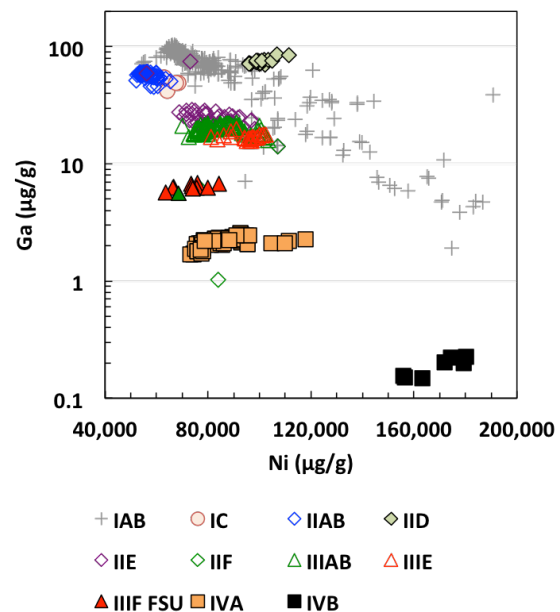 100
10
1
0.1
Ga (µg/g)
40,000 80,000 120,000 160,000 200,000
Ni (µg/g)
IAB IC IIAB IID
IIE IIF IIIAB IIIE
IIIF FSU IVA IVB